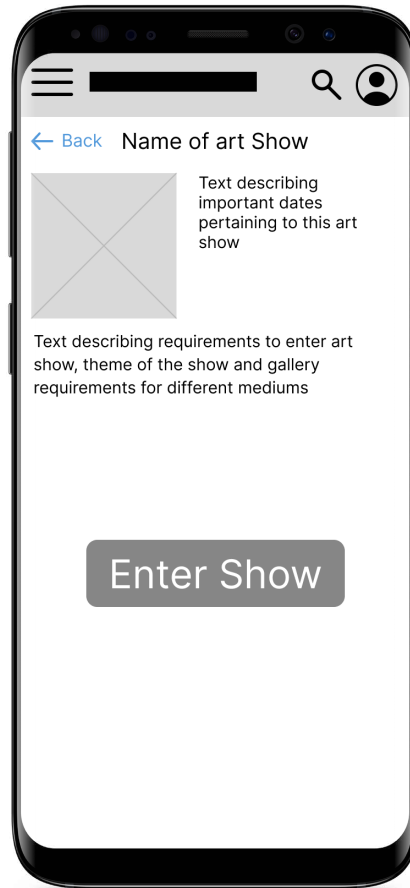 Back
Name of art Show
Text describing
important dates
pertaining to this art
show
Text describing requirements to enter art
show, theme of the show and gallery
requirements for different mediums
Enter Show